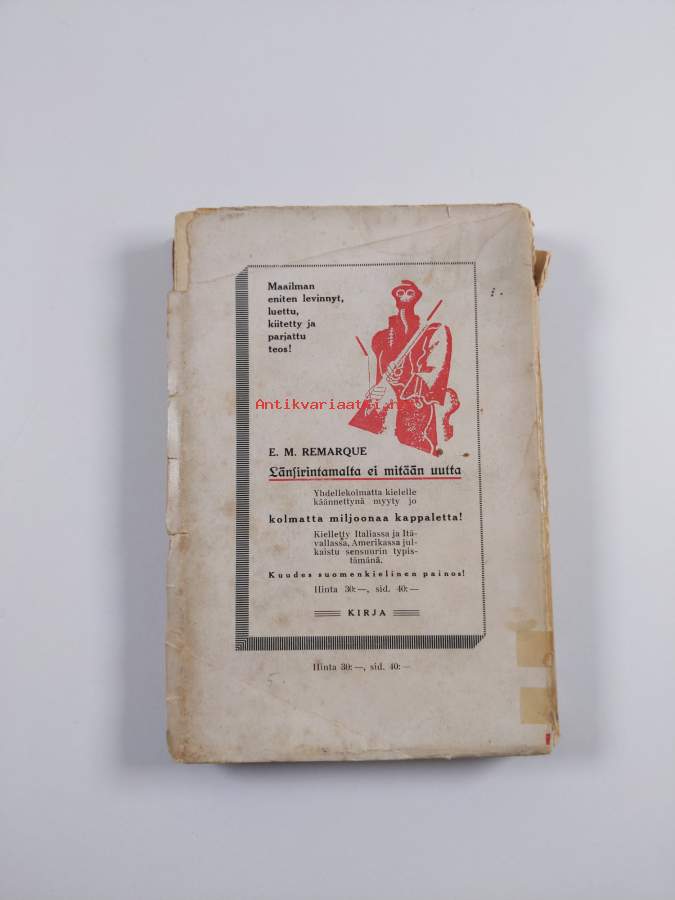 Maailman
eniten levinnyt,
luettu,
kiitetty ja
parjattu
teos!
E. M. REMARQUE
Länsirintamalta ei mitään uutta
Yhdellekolmatta kielelle
käännettynä myyty jo
kolmatta miljoonaa kappaletta!
Kielletty Italiassa ja Itä-
vallassa, Amerikassa jul-
kaistu sensuurin typis-
tämänä.
Kuudes suomenkielinen painos!
Hinta 30:—, sid. 40:—
KIRJA
Hinta 30:—, sid. 40:—